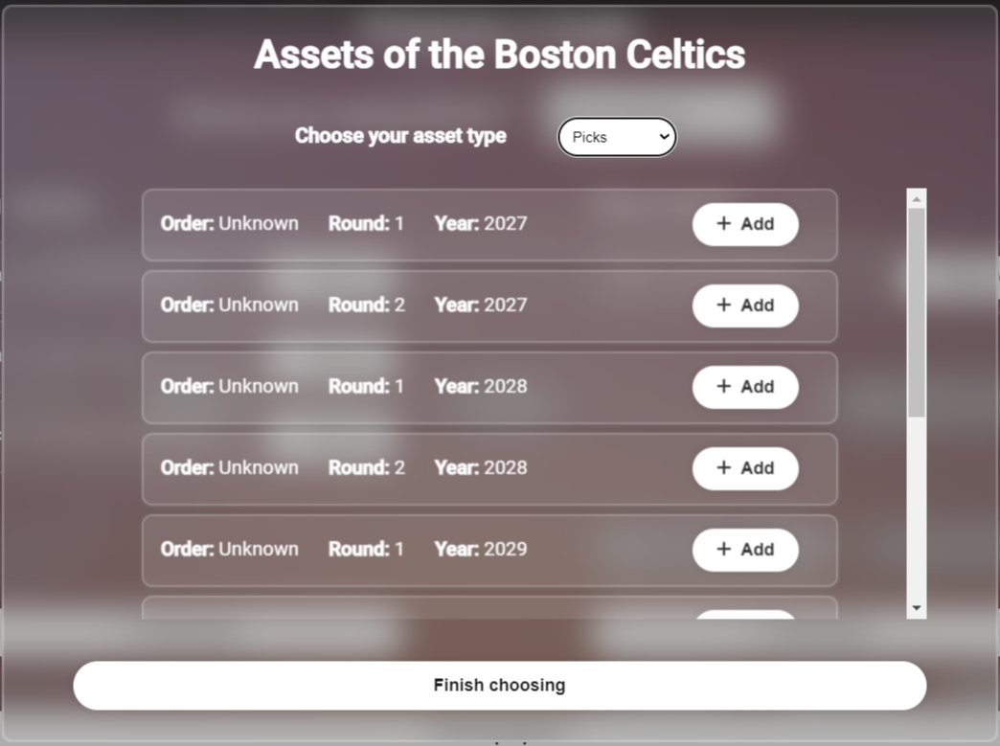 Assets of the Boston Celtics
Choose your asset type Picks
Order: Unknown Round: 1 Year: 2027 + Add
Order: Unknown Round: 2 Year: 2027 + Add
Order: Unknown Round: 1 Year: 2028 + Add
Order: Unknown Round: 2 Year: 2028 + Add
Order: Unknown Round: 1 Year: 2029 + Add
Finish choosing